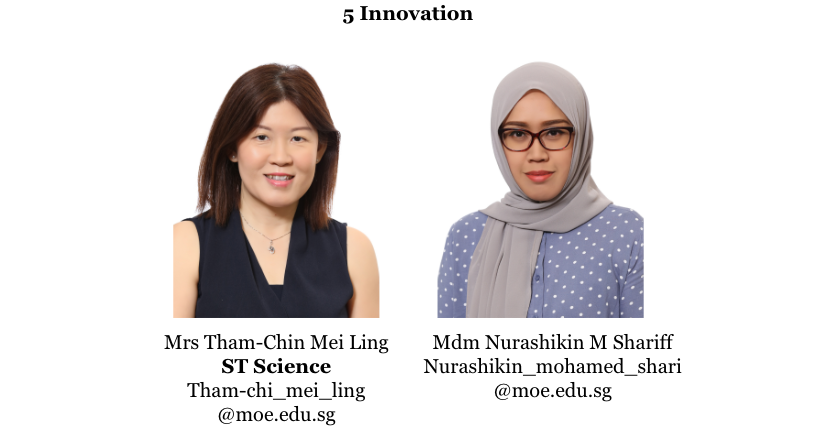 5 Innovation
Mrs Tham-Chin Mei Ling
ST Science
Tham-chi_mei_ling
@moe.edu.sg
Mdm Nurashikin M Shariff
Nurashikin_mohamed_shari
@moe.edu.sg